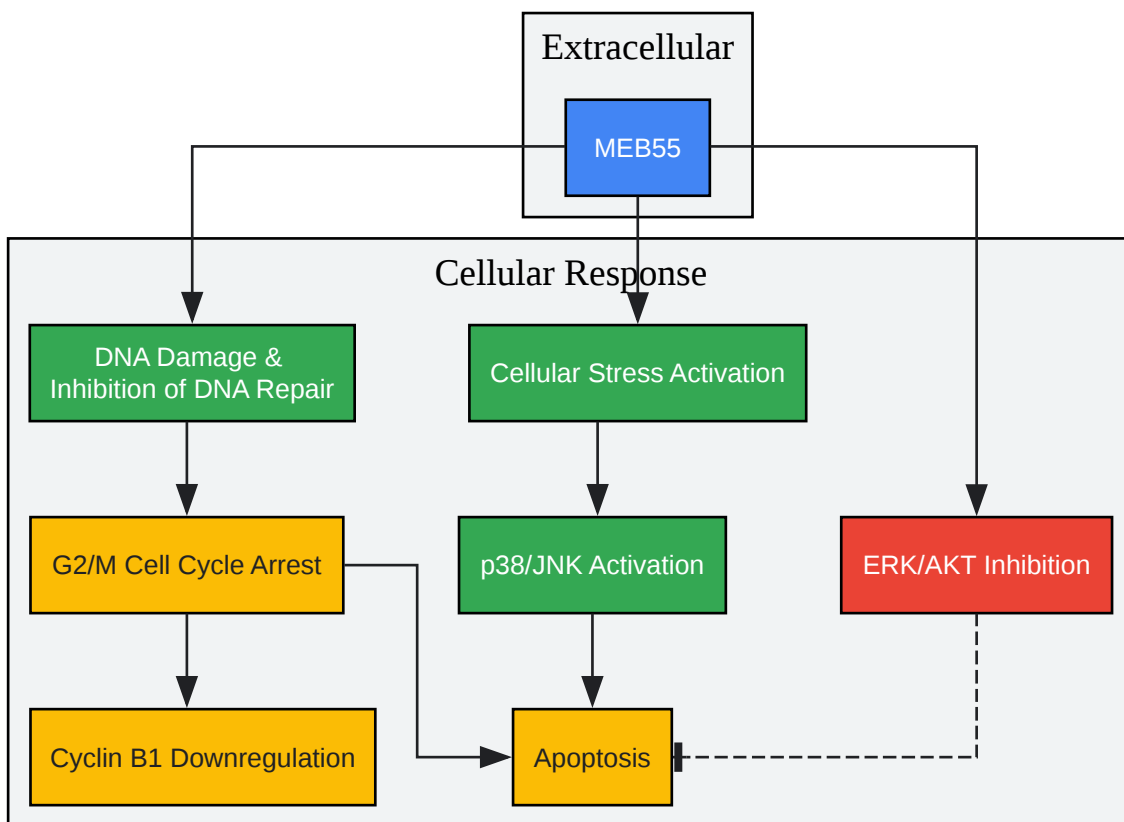 Extracellular
MEB55
Cellular Response
DNA Damage &
Inhibition of DNA Repair
Cellular Stress Activation
G2/M Cell Cycle Arrest
p38/JNK Activation
ERK/AKT Inhibition
Cyclin B1 Downregulation
Apoptosis